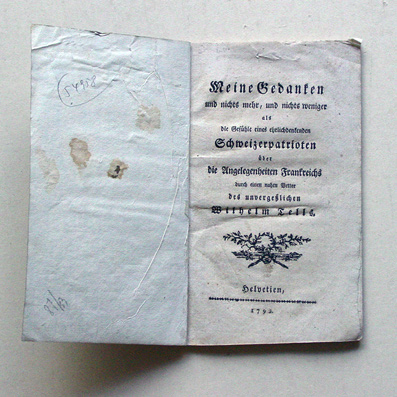 54958
Meine Gedanken
und nichts mehr, und nichts weniger
als
die Gefühle eines ehrlichdenkenden
Schweizerpatrioten
über
die Angelegenheiten Frankreichs
durch einen nahen Vetter
des unvergeßlichen
Wilhelm Tells.
Helvetien,
1792.